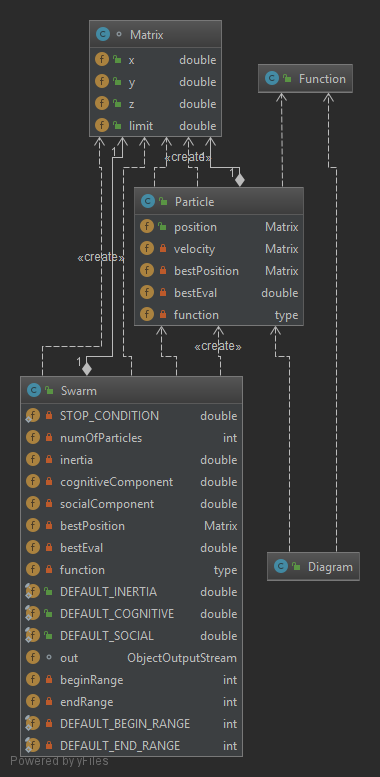 Matrix
x double
y double
z double
limit double
Function
1
«create»
1
Particle
position Matrix
velocity Matrix
bestPosition Matrix
bestEval double
function type
«create»
«create»
1
Swarm
STOP_CONDITION double
numOfParticles int
inertia double
cognitiveComponent double
socialComponent double
bestPosition Matrix
bestEval double
function type
DEFAULT_INERTIA double
DEFAULT_COGNITIVE double
DEFAULT_SOCIAL double
out ObjectOutputStream
beginRange int
endRange int
DEFAULT_BEGIN_RANGE int
DEFAULT_END_RANGE int
Diagram
Powered by yFiles